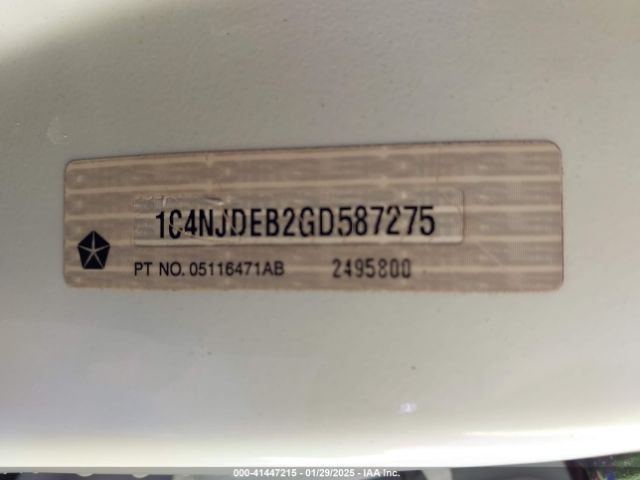 1C4NJDEB2GD587275
PT NO. 05116471AB 2495800
000-41447215 - 01/29/2025 - IAA Inc.